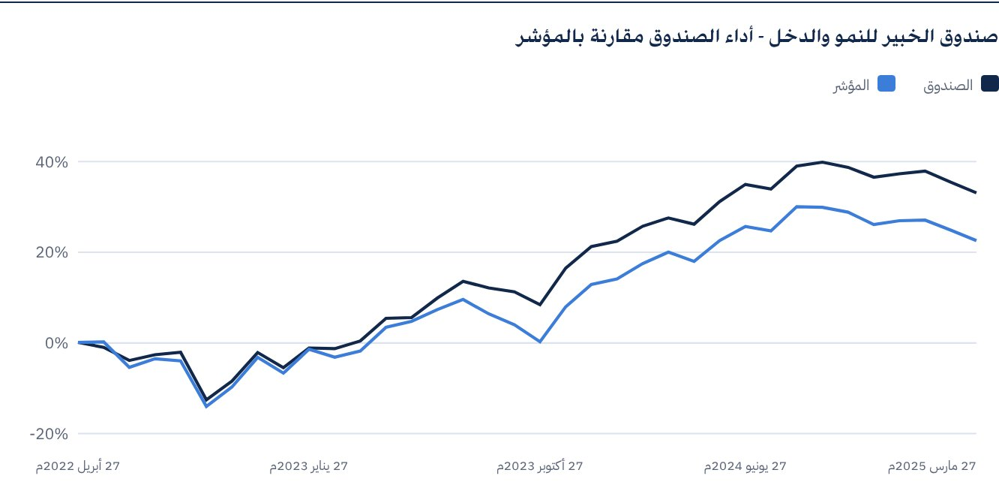 صندوق الخبير للنمو والدخل - أداء الصندوق مقارنة بالمؤشر
الصندوق
المؤشر
40%
20%
0%
-20%
27 أبريل 2022م
27 يناير 2023م
27 أكتوبر 2023م
27 يونيو 2024م
27 مارس 2025م